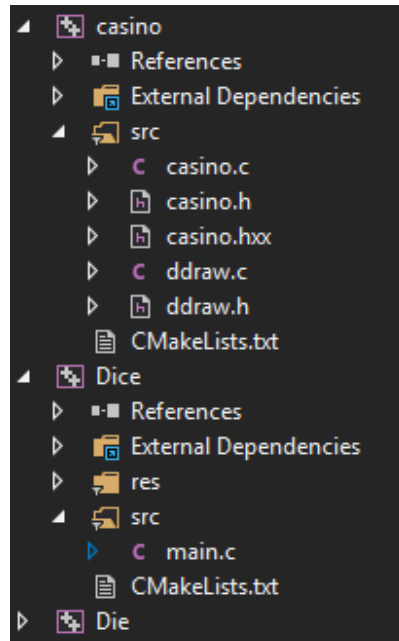 casino
References
External Dependencies
src
C casino.c
h casino.h
h casino.hxx
C ddraw.c
h ddraw.h
CMakeLists.txt
Dice
References
External Dependencies
res
src
C main.c
CMakeLists.txt
Die